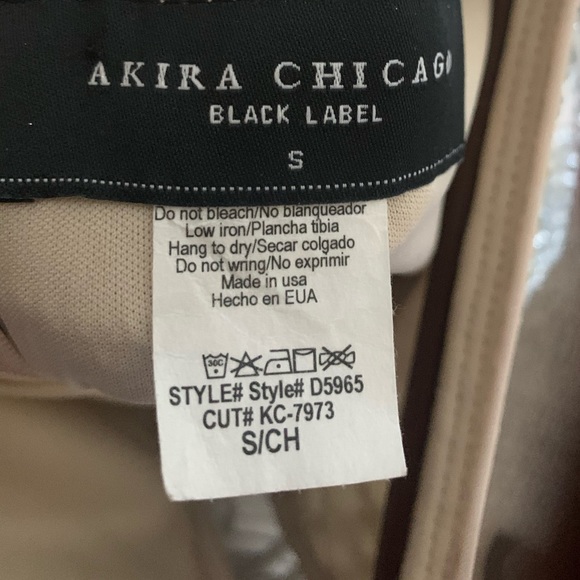 AKIRA CHICAGO
BLACK LABEL
S
Do not bleach/No blanqueador
Low iron/Plancha tibia
Hang to dry/Secar colgado
Do not wring/No exprimir
Made in usa
Hecho en EUA
30C
STYLE# Style# D5965
CUT# KC-7973
S/CH